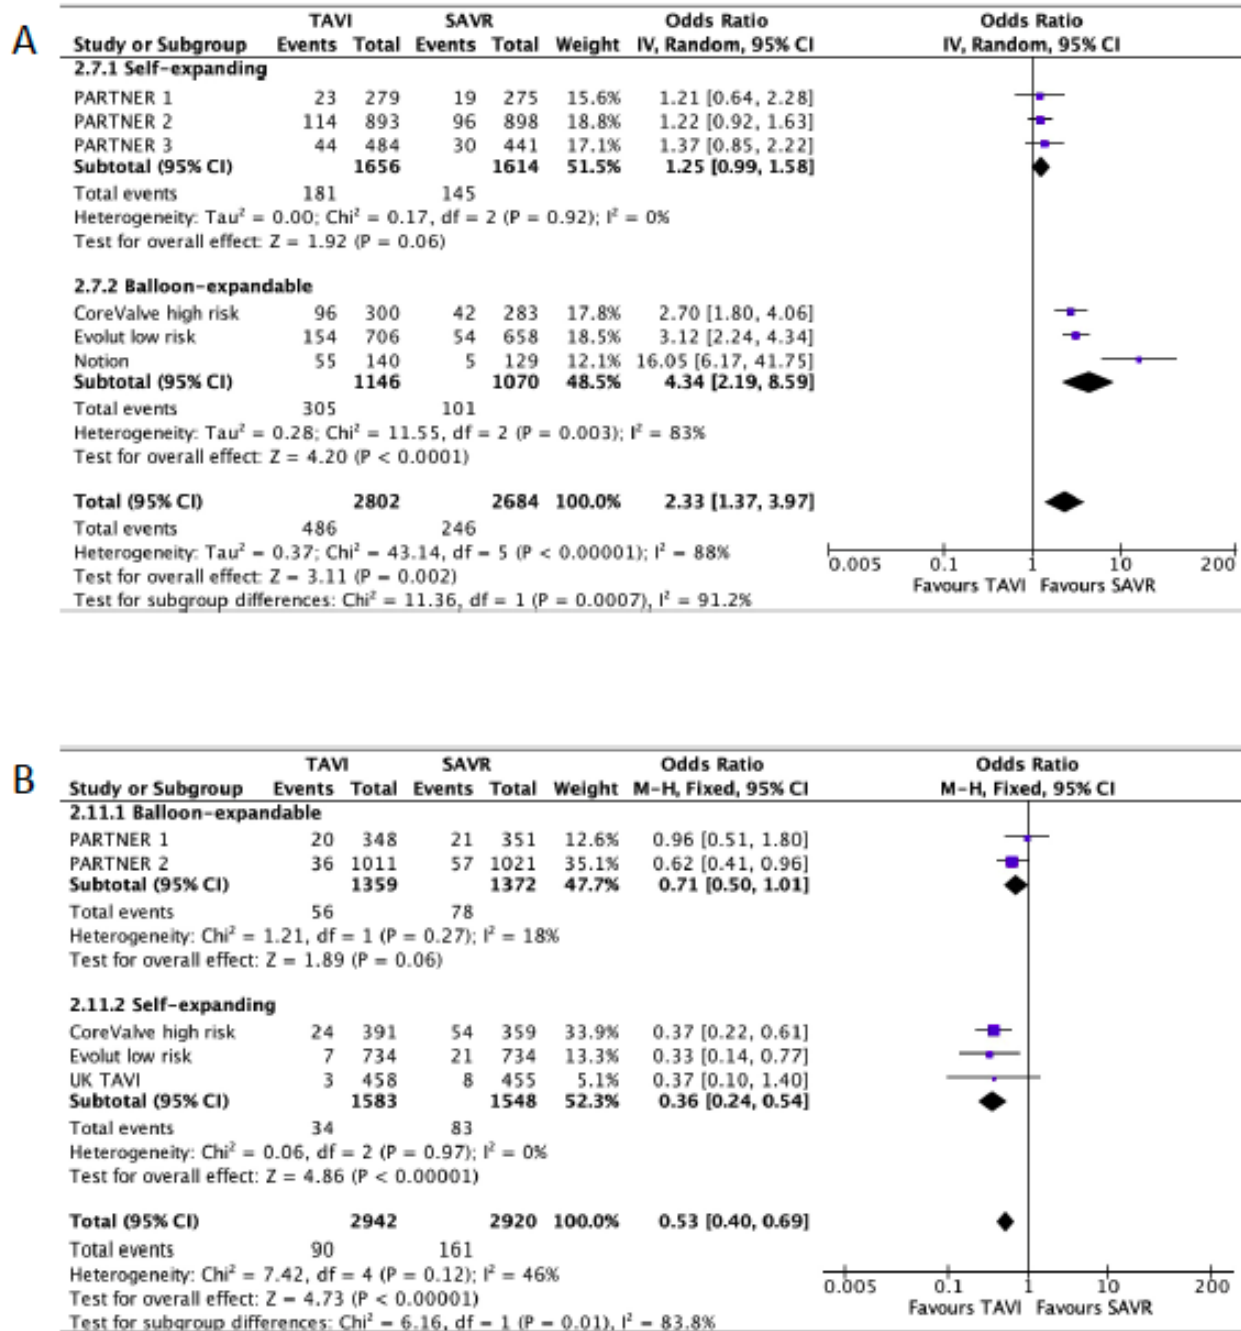 A
TAVI SAVR Odds Ratio Odds Ratio
Study or Subgroup Events Total Events Total Weight IV, Random, 95% CI IV, Random, 95% CI
2.7.1 Self-expanding
PARTNER 1 23 279 19 275 15.6% 1.21 [0.64, 2.28]
PARTNER 2 114 893 96 898 18.8% 1.22 [0.92, 1.63]
PARTNER 3 44 484 30 441 17.1% 1.37 [0.85, 2.22]
Subtotal (95% CI) 1656 1614 51.5% 1.25 [0.99, 1.58]
Total events 181 145
Heterogeneity: Tau² = 0.00; Chi² = 0.17, df = 2 (P = 0.92); I² = 0%
Test for overall effect: Z = 1.92 (P = 0.06)
2.7.2 Balloon-expandable
CoreValve high risk 96 300 42 283 17.8% 2.70 [1.80, 4.06]
Evolut low risk 154 706 54 658 18.5% 3.12 [2.24, 4.34]
Notion 55 140 5 129 12.1% 16.05 [6.17, 41.75]
Subtotal (95% CI) 1146 1070 48.5% 4.34 [2.19, 8.59]
Total events 305 101
Heterogeneity: Tau² = 0.28; Chi² = 11.55, df = 2 (P = 0.003); I² = 83%
Test for overall effect: Z = 4.20 (P < 0.0001)
Total (95% CI) 2802 2684 100.0% 2.33 [1.37, 3.97]
Total events 486 246
Heterogeneity: Tau² = 0.37; Chi² = 43.14, df = 5 (P < 0.00001); I² = 88%
Test for overall effect: Z = 3.11 (P = 0.002)
Test for subgroup differences: Chi² = 11.36, df = 1 (P = 0.0007), I² = 91.2%
0.005 0.1 1 10 200
Favours TAVI Favours SAVR
B
TAVI SAVR Odds Ratio Odds Ratio
Study or Subgroup Events Total Events Total Weight M-H, Fixed, 95% CI M-H, Fixed, 95% CI
2.11.1 Balloon-expandable
PARTNER 1 20 348 21 351 12.6% 0.96 [0.51, 1.80]
PARTNER 2 36 1011 57 1021 35.1% 0.62 [0.41, 0.96]
Subtotal (95% CI) 1359 1372 47.7% 0.71 [0.50, 1.01]
Total events 56 78
Heterogeneity: Chi² = 1.21, df = 1 (P = 0.27); I² = 18%
Test for overall effect: Z = 1.89 (P = 0.06)
2.11.2 Self-expanding
CoreValve high risk 24 391 54 359 33.9% 0.37 [0.22, 0.61]
Evolut low risk 7 734 21 734 13.3% 0.33 [0.14, 0.77]
UK TAVI 3 458 8 455 5.1% 0.37 [0.10, 1.40]
Subtotal (95% CI) 1583 1548 52.3% 0.36 [0.24, 0.54]
Total events 34 83
Heterogeneity: Chi² = 0.06, df = 2 (P = 0.97); I² = 0%
Test for overall effect: Z = 4.86 (P < 0.00001)
Total (95% CI) 2942 2920 100.0% 0.53 [0.40, 0.69]
Total events 90 161
Heterogeneity: Chi² = 7.42, df = 4 (P = 0.12); I² = 46%
Test for overall effect: Z = 4.73 (P < 0.00001)
Test for subgroup differences: Chi² = 6.16, df = 1 (P = 0.01), I² = 83.8%
0.005 0.1 1 10 200
Favours TAVI Favours SAVR